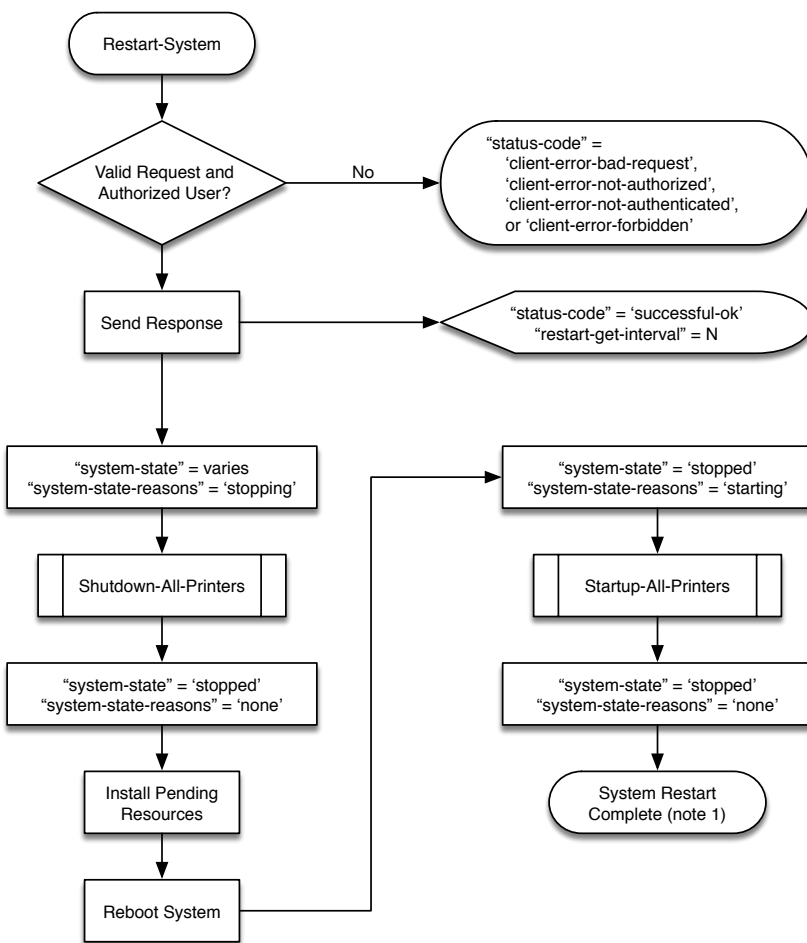 Restart-System
Valid Request and
Authorized User?
No
“status-code” =
‘client-error-bad-request’,
‘client-error-not-authorized’,
‘client-error-not-authenticated’,
or ‘client-error-forbidden’
Send Response
“status-code” = ‘successful-ok’
“restart-get-interval” = N
“system-state” = varies
“system-state-reasons” = ‘stopping’
Shutdown-All-Printers
“system-state” = ‘stopped’
“system-state-reasons” = ‘none’
Install Pending
Resources
Reboot System
“system-state” = ‘stopped’
“system-state-reasons” = ‘starting’
Startup-All-Printers
“system-state” = ‘stopped’
“system-state-reasons” = ‘none’
System Restart
Complete (note 1)